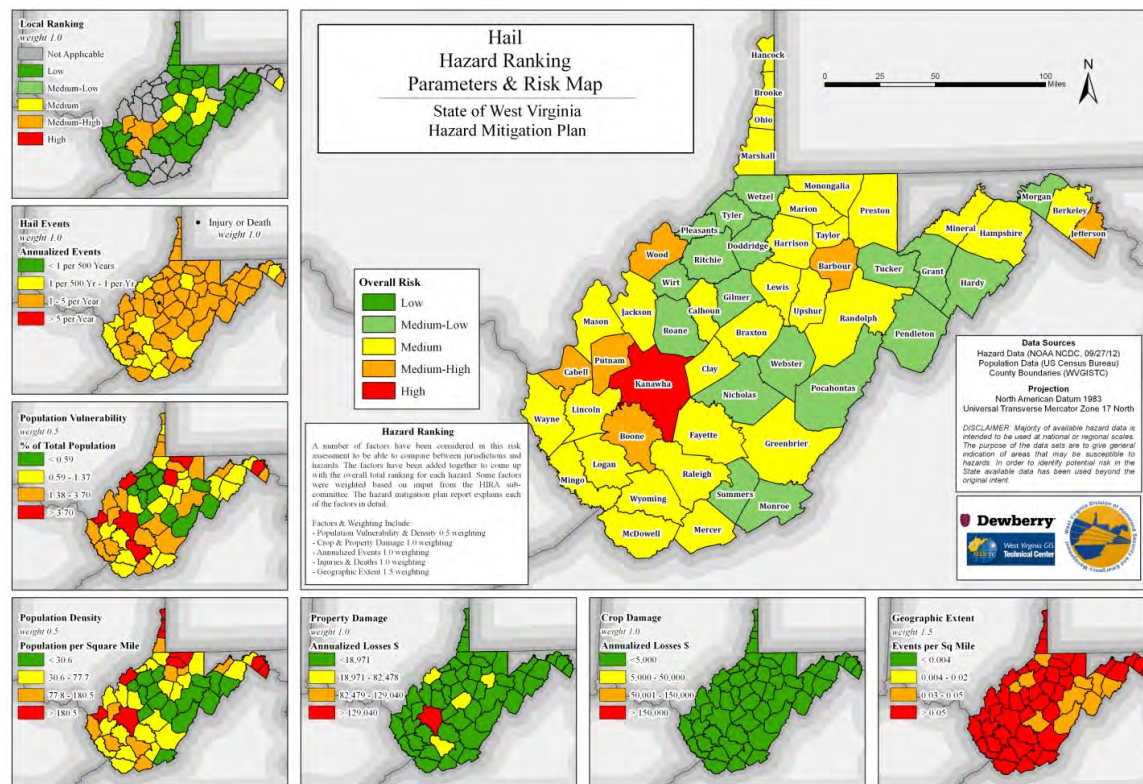 Local Ranking
weight 1.0
Not Applicable
Low
Medium-Low
Medium
Medium-High
High
Hail Events
weight 1.0
Injury or Death
weight 1.0
Annualized Events
< 1 per 500 Years
1 per 500 Yr - 1 per Yr
1 - 5 per Year
> 5 per Year
Population Vulnerability
weight 0.5
% of Total Population
< 0.59
0.59 - 1.37
1.38 - 3.70
> 3.70
Population Density
weight 0.5
Population per Square Mile
< 30.6
30.6 - 77.7
77.8 - 180.5
> 180.5
Property Damage
weight 1.0
Annualized Losses $
<18,971
18,971 - 82,478
82,479 - 129,040
> 129,040
Crop Damage
weight 1.0
Annualized Losses $
<5,000
5,000 - 50,000
50,001 - 150,000
> 150,000
Geographic Extent
weight 1.5
Events per Sq Mile
< 0.004
0.004 - 0.02
0.03 - 0.05
> 0.05
Hail
Hazard Ranking
Parameters & Risk Map
State of West Virginia
Hazard Mitigation Plan
0 25 50 100
Miles
N
Overall Risk
Low
Medium-Low
Medium
Medium-High
High
Hancock
Brooke
Ohio
Marshall
Wetzel
Monongalia
Marion
Preston
Tyler
Pleasants
Doddridge
Harrison
Taylor
Morgan
Berkeley
Jefferson
Mineral
Hampshire
Wood
Ritchie
Barbour
Tucker
Grant
Hardy
Wirt
Gilmer
Lewis
Calhoun
Upshur
Randolph
Mason
Jackson
Roane
Braxton
Pendleton
Putnam
Cabell
Kanawha
Clay
Webster
Nicholas
Pocahontas
Wayne
Lincoln
Boone
Fayette
Greenbrier
Logan
Mingo
Raleigh
Wyoming
Summers
Monroe
McDowell
Mercer
Hazard Ranking
A number of factors have been considered in this risk
assessment to be able to compare between jurisdictions and
hazards. The factors have been added together to come up
with the overall total ranking for each hazard. Some factors
were weighted based on imput from the HIRA sub-
committee. The hazard mitigation plan report explains each
of the factors in detail.
Factors & Weighting Include
- Population Vulnerability & Density 0.5 weighting
- Crop & Property Damage 1.0 weighting
- Annualized Events 1.0 weighting
- Injuries & Deaths 1.0 weighting
- Geographic Extent 1.5 weighting
Data Sources
Hazard Data (NOAA NCDC, 09/27/12)
Population Data (US Census Bureau)
County Boundaries (WVGISTC)
Projection
North American Datum 1983
Universal Transverse Mercator Zone 17 North
DISCLAIMER: Majority of available hazard data is
intended to be used at national or regional scales.
The purpose of the data sets are to give general
indication of areas that may be susceptible to
hazards. In order to identify potential risk in the
State available data has been used beyond the
original intent.
Dewberry
West Virginia GIS
Technical Center